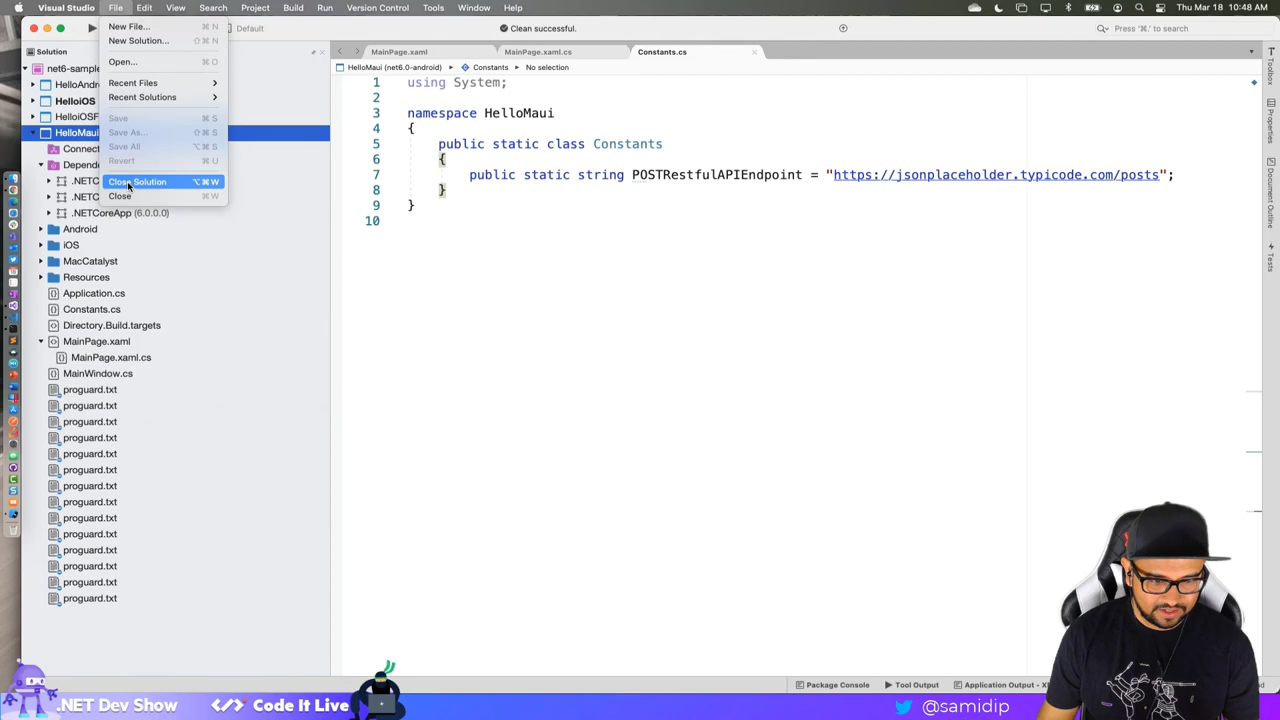 Visual Studio File Edit View Search Project Build Run Version Control Tools Window Help Thu Mar 18 10:48 AM
Default
Clean successful.
Press '⌘.' to search
Solution
net6-sample
HelloAndr
HelloiOS
HelloiOSF
HelloMaui
Connect
Depende
.NETC
.NETC
.NETCoreApp (6.0.0.0)
Android
iOS
MacCatalyst
Resources
Application.cs
Constants.cs
Directory.Build.targets
MainPage.xaml
MainPage.xaml.cs
MainWindow.cs
proguard.txt
proguard.txt
proguard.txt
proguard.txt
proguard.txt
proguard.txt
proguard.txt
proguard.txt
proguard.txt
proguard.txt
proguard.txt
proguard.txt
proguard.txt
proguard.txt
New File... ⌘ N
New Solution... ⇧⌘ N
Open... ⌘ O
Recent Files
Recent Solutions
Save ⌘ S
Save As... ⇧⌘ S
Save All ⌥⌘ S
Revert ⌘ U
Close Solution ⌥⌘ W
Close ⌘ W
MainPage.xaml
MainPage.xaml.cs
Constants.cs
HelloMaui (net6.0-android) Constants No selection
1 using System;
2
3 namespace HelloMaui
4 {
5 public static class Constants
6 {
7 public static string POSTRestfulAPIEndpoint = "https://jsonplaceholder.typicode.com/posts";
8 }
9 }
10
Properties
Document Outline
Tests
Package Console Tool Output Application Output - X
.NET Dev Show </> Code It Live
@samidip